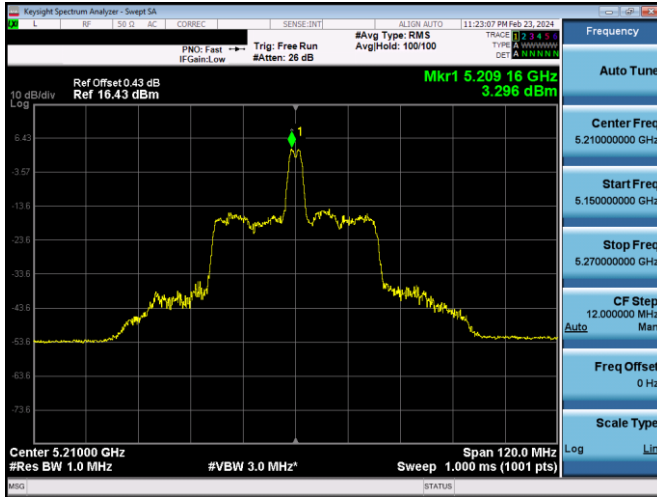 Keysight Spectrum Analyzer - Swept SA
L RF 50 Ω AC CORREC SENSE:INT ALIGN AUTO 11:23:07 PM Feb 23, 2024
PNO: Fast
IFGain:Low
Trig: Free Run
#Atten: 26 dB
#Avg Type: RMS
Avg|Hold: 100/100
TRACE 1 2 3 4 5 6
TYPE A WWWWW
DET A N N N N N
Ref Offset 0.43 dB
10 dB/div Ref 16.43 dBm
Log
Mkr1 5.209 16 GHz
3.296 dBm
1
6.43
-3.57
-13.6
-23.6
-33.6
-43.6
-53.6
-63.6
-73.6
Center 5.21000 GHz Span 120.0 MHz
#Res BW 1.0 MHz #VBW 3.0 MHz* Sweep 1.000 ms (1001 pts)
MSG STATUS
Frequency
Auto Tune
Center Freq
5.210000000 GHz
Start Freq
5.150000000 GHz
Stop Freq
5.270000000 GHz
CF Step
12.000000 MHz
Auto Man
Freq Offset
0 Hz
Scale Type
Log Lin